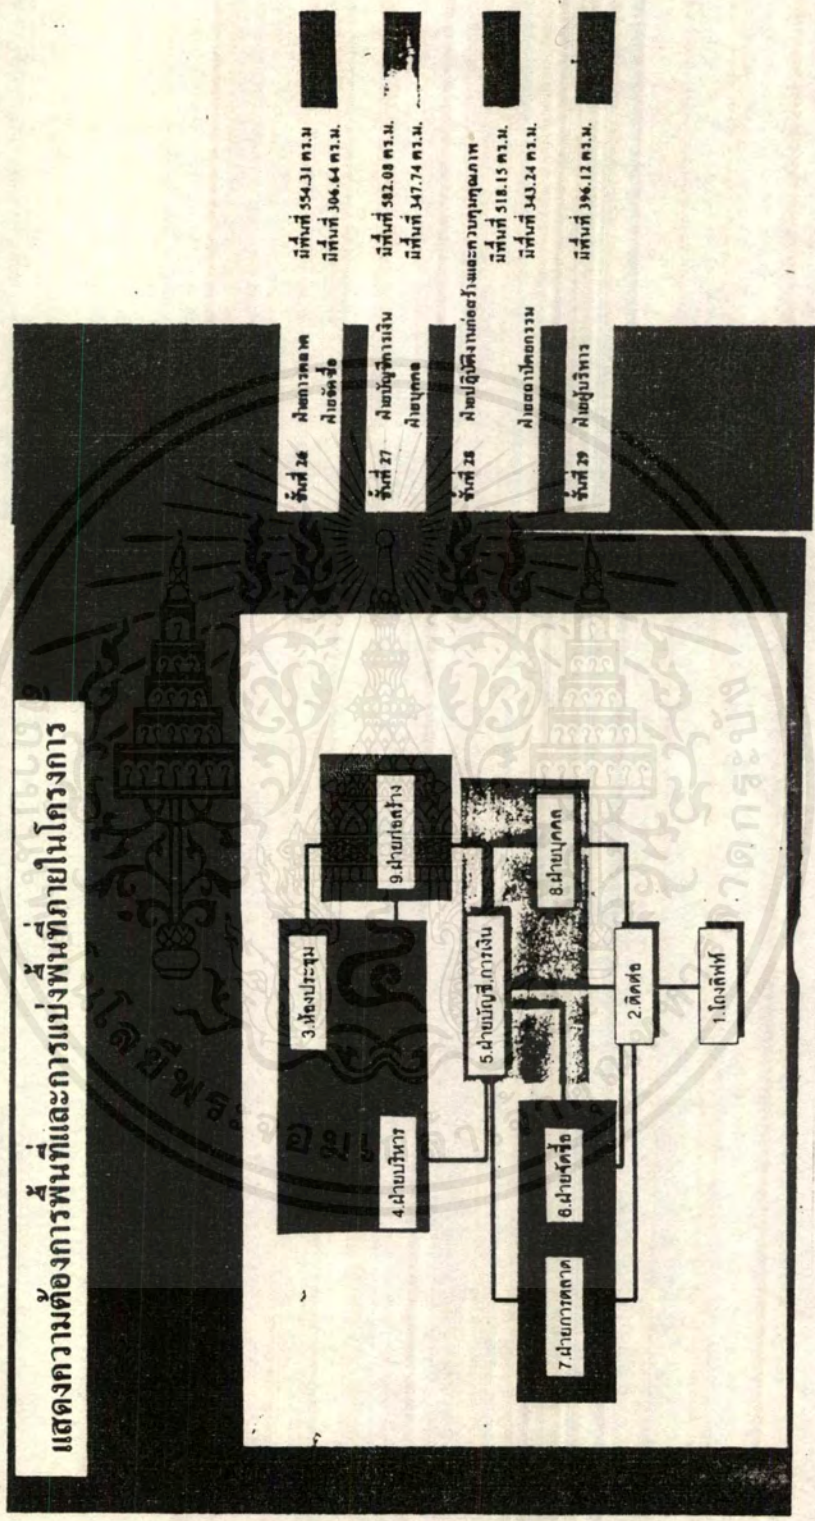 แสดงความต้องการพื้นที่และการแบ่งพื้นที่ภายในโครงการ
3.ห้องประชุม
9.ฝ่ายก่อสร้าง
4.ฝ่ายบริหาร
5.ฝ่ายบัญชี.การเงิน
8.ฝ่ายบุคคล
7.ฝ่ายการตลาด
6.ฝ่ายจัดซื้อ
2.ติดต่อ
1.โถงลิฟท์
ชั้นที่ 26 ฝ่ายการตลาด มีพื้นที่ 554.31 ตร.ม
ฝ่ายจัดซื้อ มีพื้นที่ 306.64 ตร.ม.
ชั้นที่ 27 ฝ่ายบัญชีการเงิน มีพื้นที่ 582.08 ตร.ม.
ฝ่ายบุคคล มีพื้นที่ 347.74 ตร.ม.
ชั้นที่ 28 ฝ่ายปฏิบัติงานก่อสร้างและควบคุมคุณภาพ
มีพื้นที่ 518.15 ตร.ม.
ฝ่ายสถาปัตยกรรม มีพื้นที่ 343.24 ตร.ม.
ชั้นที่ 29 ฝ่ายผู้บริหาร มีพื้นที่ 396.12 ตร.ม.